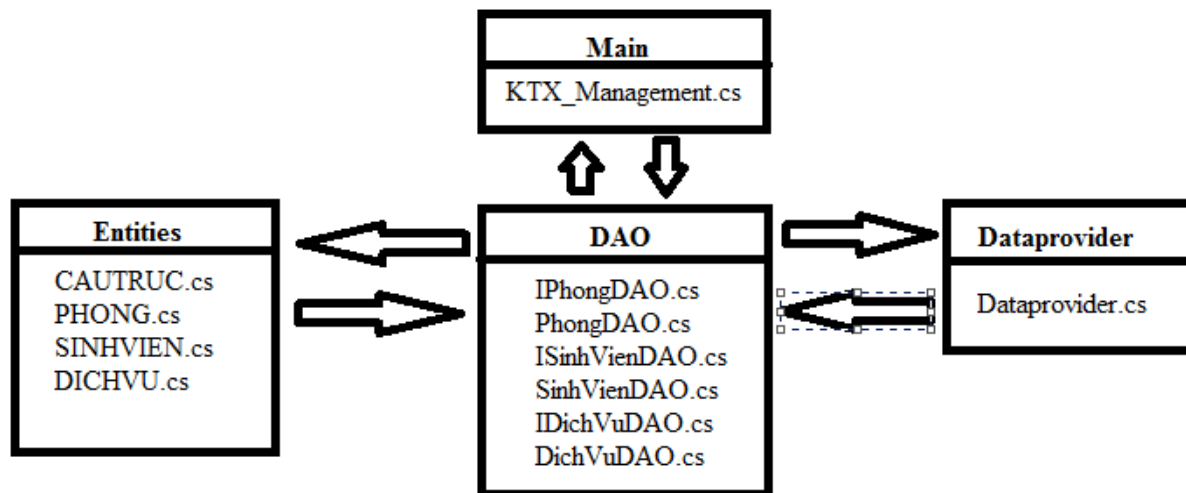 Main
KTX_Management.cs
Entities
CAUTRUC.cs
PHONG.cs
SINHVIEN.cs
DICHVU.cs
DAO
IPhongDAO.cs
PhongDAO.cs
ISinhVienDAO.cs
SinhVienDAO.cs
IDichVuDAO.cs
DichVuDAO.cs
Dataprovider
Dataprovider.cs